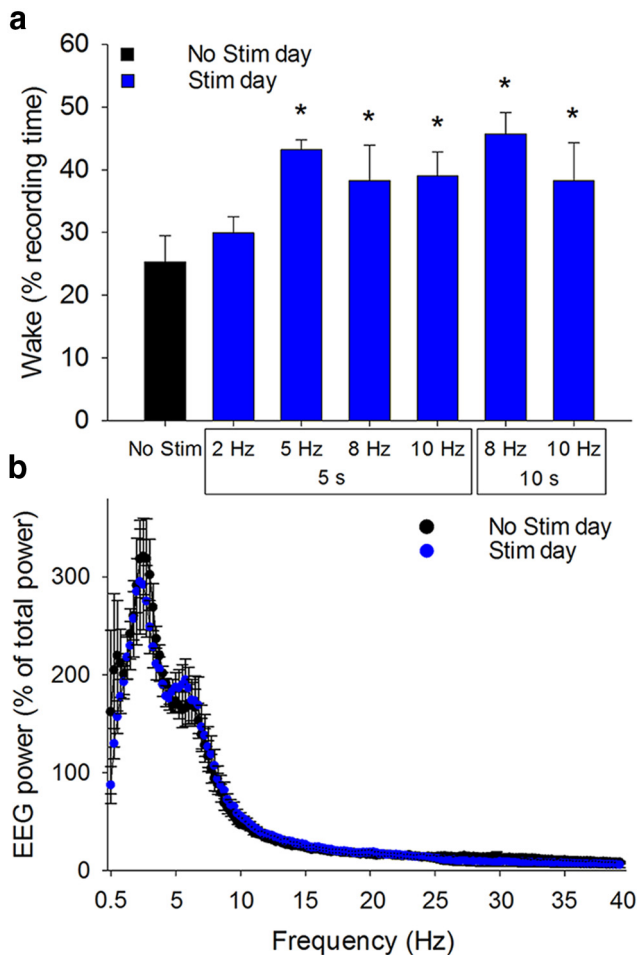 a
Wake (% recording time)
60
50
40
30
20
10
0
No Stim day
Stim day
*
*
*
*
*
No Stim 2 Hz 5 Hz 8 Hz 10 Hz 8 Hz 10 Hz
5 s 10 s
b
EEG power (% of total power)
300
200
100
0
No Stim day
Stim day
0.5 5 10 15 20 25 30 35 40
Frequency (Hz)